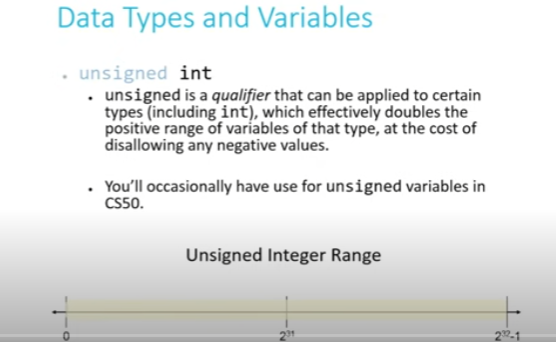 Data Types and Variables
• unsigned int
• unsigned is a qualifier that can be applied to certain
types (including int), which effectively doubles the
positive range of variables of that type, at the cost of
disallowing any negative values.
• You'll occasionally have use for unsigned variables in
CS50.
Unsigned Integer Range
0 2³¹ 2³²-1